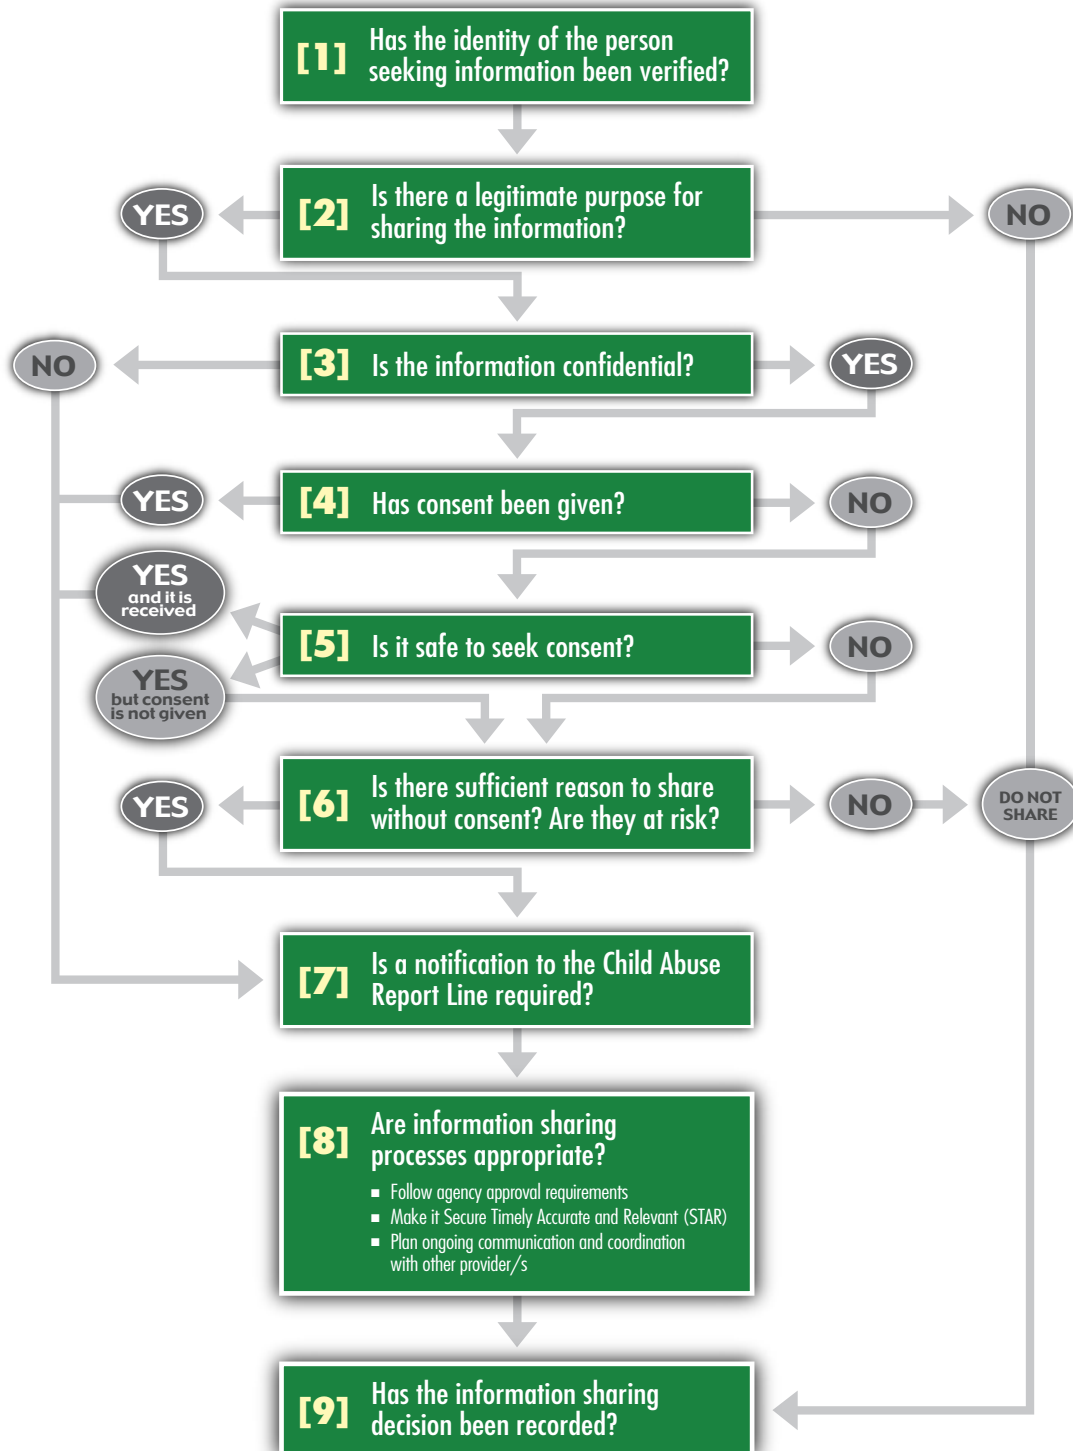 [1] Has the identity of the person
seeking information been verified?
YES
[2] Is there a legitimate purpose for
sharing the information?
NO
NO
[3] Is the information confidential?
YES
YES
[4] Has consent been given?
NO
YES
and it is
received
[5] Is it safe to seek consent?
NO
YES
but consent
is not given
YES
[6] Is there sufficient reason to share
without consent? Are they at risk?
NO
DO NOT
SHARE
[7] Is a notification to the Child Abuse
Report Line required?
[8] Are information sharing
processes appropriate?
■ Follow agency approval requirements
■ Make it Secure Timely Accurate and Relevant (STAR)
■ Plan ongoing communication and coordination
with other provider/s
[9] Has the information sharing
decision been recorded?